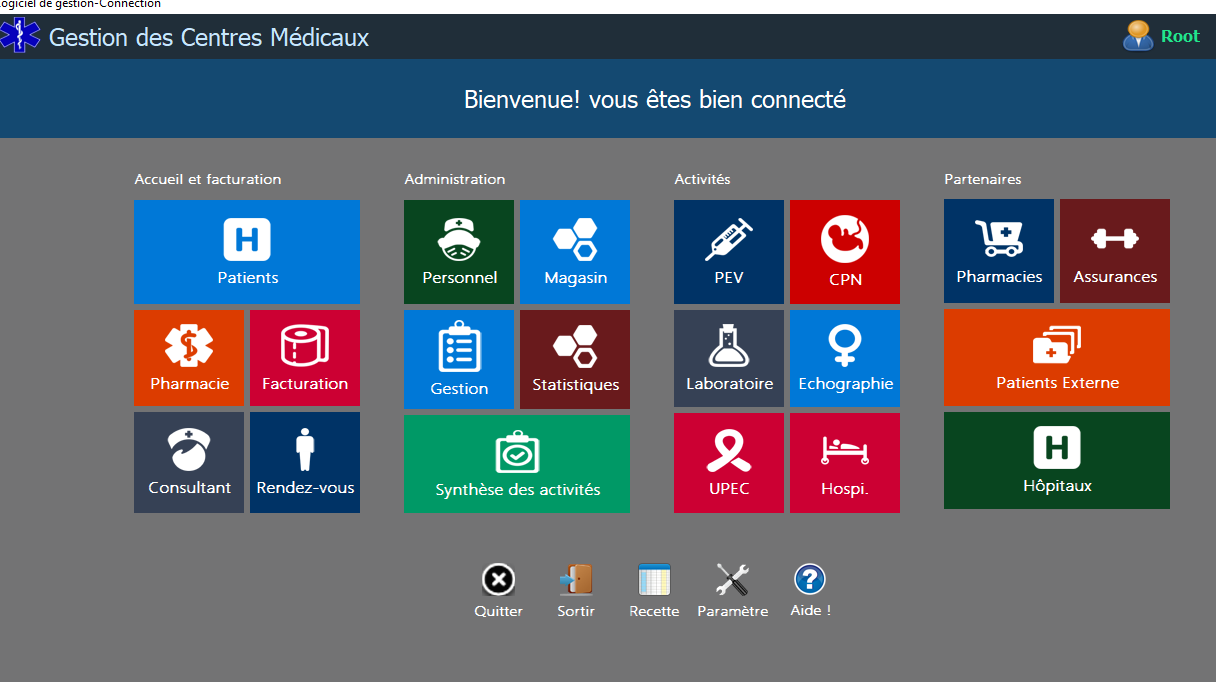 Logiciel de gestion-Connection
Gestion des Centres Médicaux
Root
Bienvenue! vous êtes bien connecté
Accueil et facturation
Patients
Pharmacie
Facturation
Consultant
Rendez-vous
Administration
Personnel
Magasin
Gestion
Statistiques
Synthèse des activités
Activités
PEV
CPN
Laboratoire
Echographie
UPEC
Hospi.
Partenaires
Pharmacies
Assurances
Patients Externe
H
Hôpitaux
Quitter
Sortir
Recette
Paramètre
Aide !